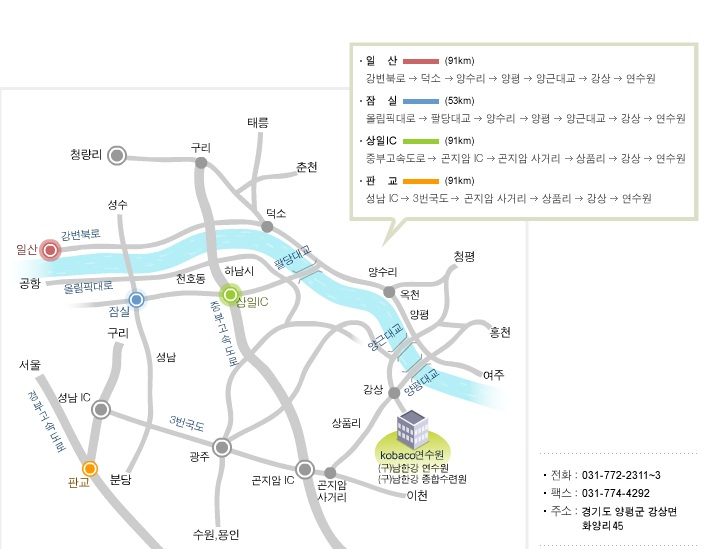 · 일 산 (91km)
강변북로 → 덕소 → 양수리 → 양평 → 양근대교 → 강상 → 연수원
· 잠 실 (53km)
올림픽대로 → 팔당대교 → 양수리 → 양평 → 양근대교 → 강상 → 연수원
· 상일IC (91km)
중부고속도로 → 곤지암 IC → 곤지암 사거리 → 상품리 → 강상 → 연수원
· 판 교 (91km)
성남 IC → 3번국도 → 곤지암 사거리 → 상품리 → 강상 → 연수원
태릉
청량리
구리
춘천
성수
덕소
강변북로
일산
팔당대교
청평
공항
올림픽대로
천호동
하남시
양수리
옥천
잠실
상일IC
중부고속도로
양평
구리
양근대교
홍천
서울
성남
여주
양평대교
강상
성남 IC
중부고속도로
3번국도
상품리
광주
kobaco연수원
(구)남한강 연수원
(구)남한강 종합수련원
판교
분당
곤지암 IC
곤지암
사거리
이천
수원,용인
· 전화 : 031-772-2311~3
· 팩스 : 031-774-4292
· 주소 : 경기도 양평군 강상면
화양리45